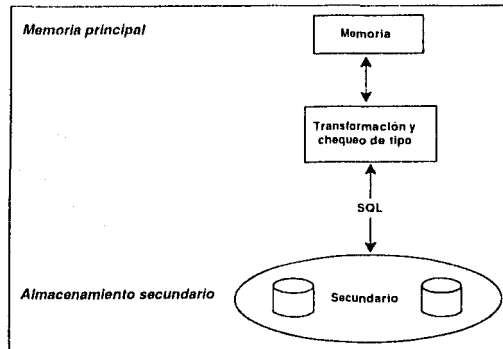 Memoria principal
Memoria
Transformación y
chequeo de tipo
SQL
Almacenamiento secundario
Secundario